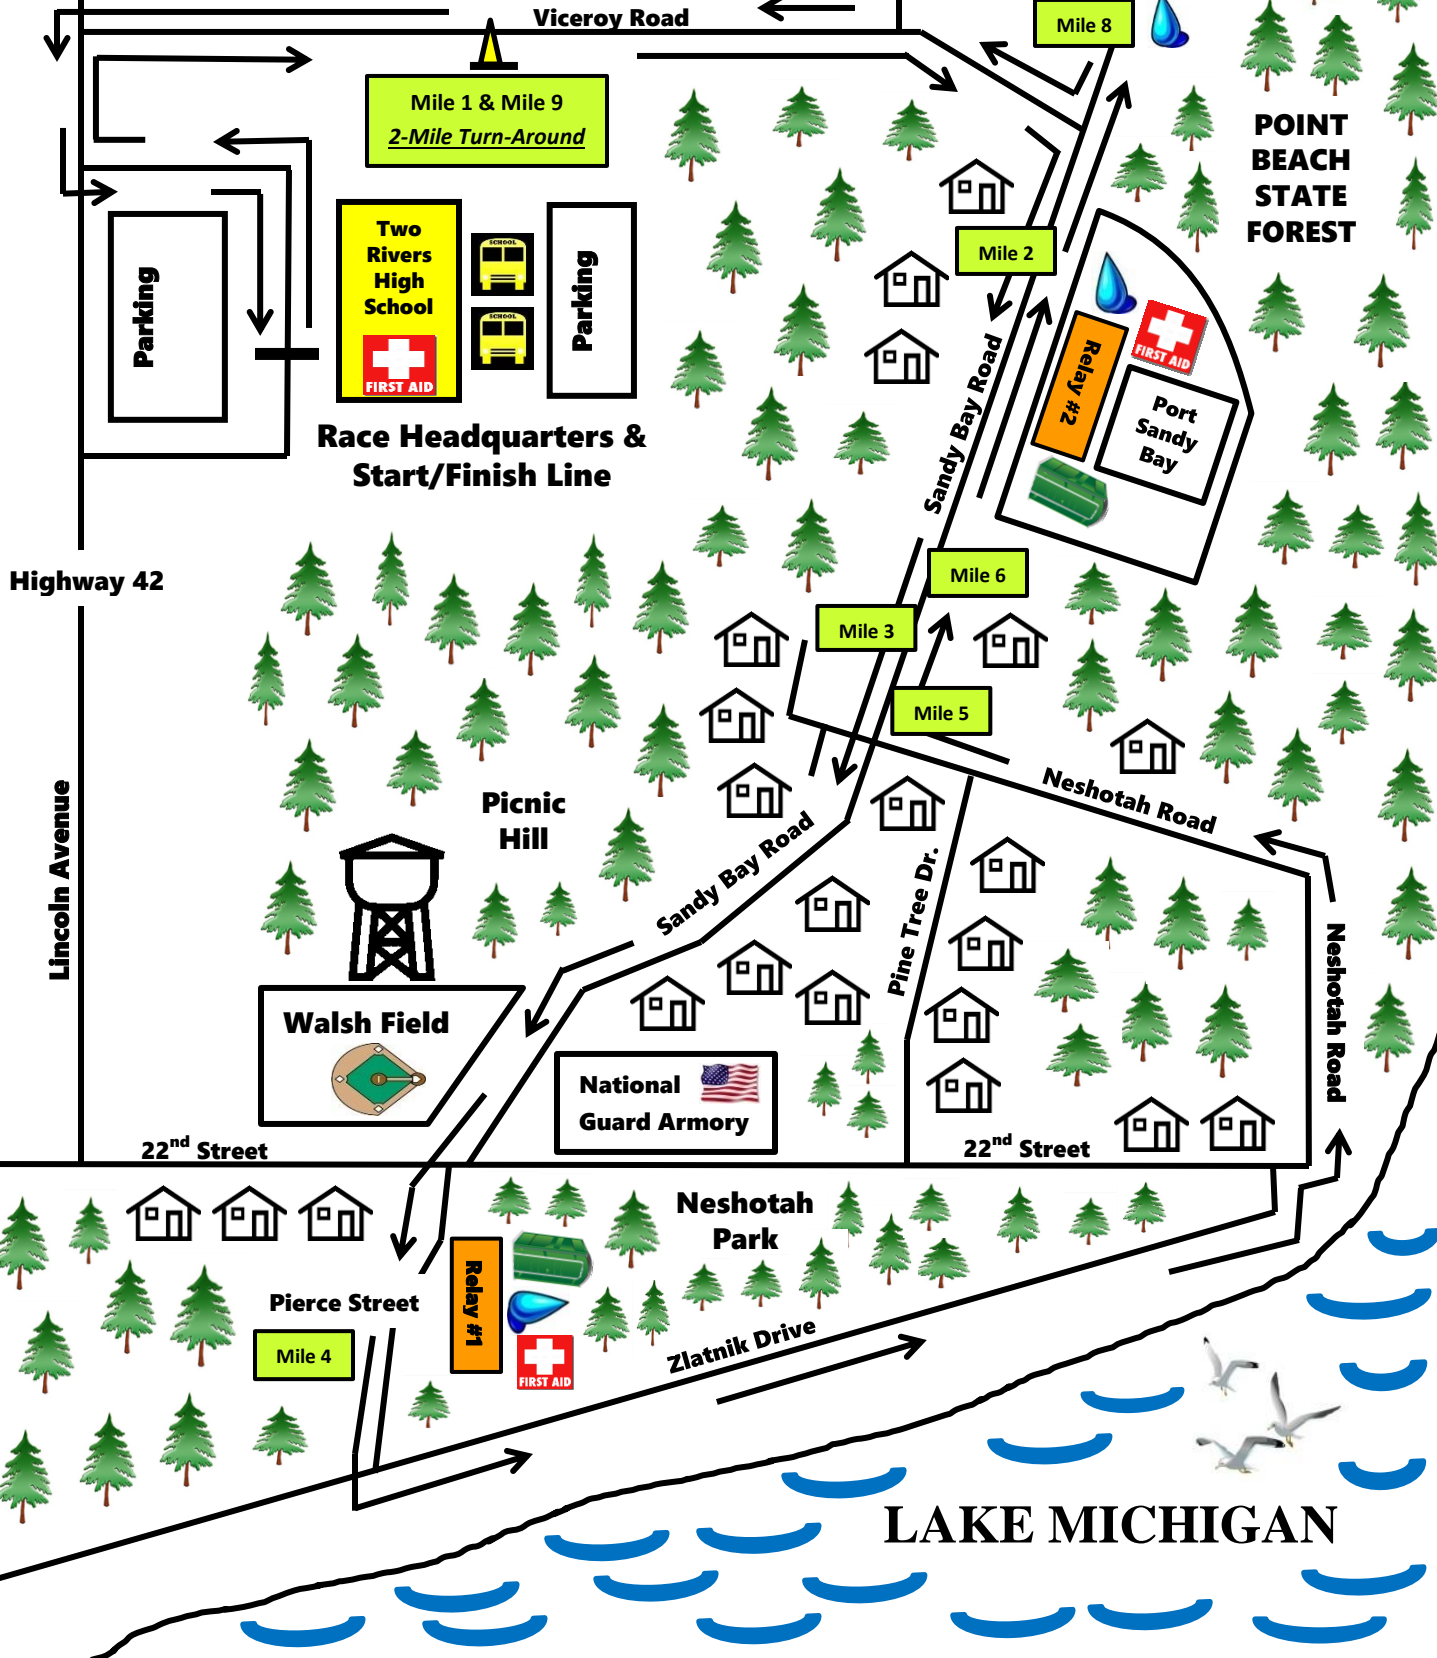 Viceroy Road
Mile 8
Mile 1 & Mile 9
2-Mile Turn-Around
POINT
BEACH
STATE
FOREST
Two
Rivers
High
School
FIRST AID
SCHOOL
SCHOOL
Parking
Parking
Mile 2
Relay #2
FIRST AID
Port
Sandy
Bay
Sandy Bay Road
Race Headquarters &
Start/Finish Line
Highway 42
Mile 6
Mile 3
Mile 5
Neshotah Road
Picnic
Hill
Lincoln Avenue
Sandy Bay Road
Pine Tree Dr.
Neshotah Road
Walsh Field
National
Guard Armory
22nd Street
22nd Street
Neshotah
Park
Relay #1
Pierce Street
Mile 4
FIRST AID
Zlatnik Drive
LAKE MICHIGAN